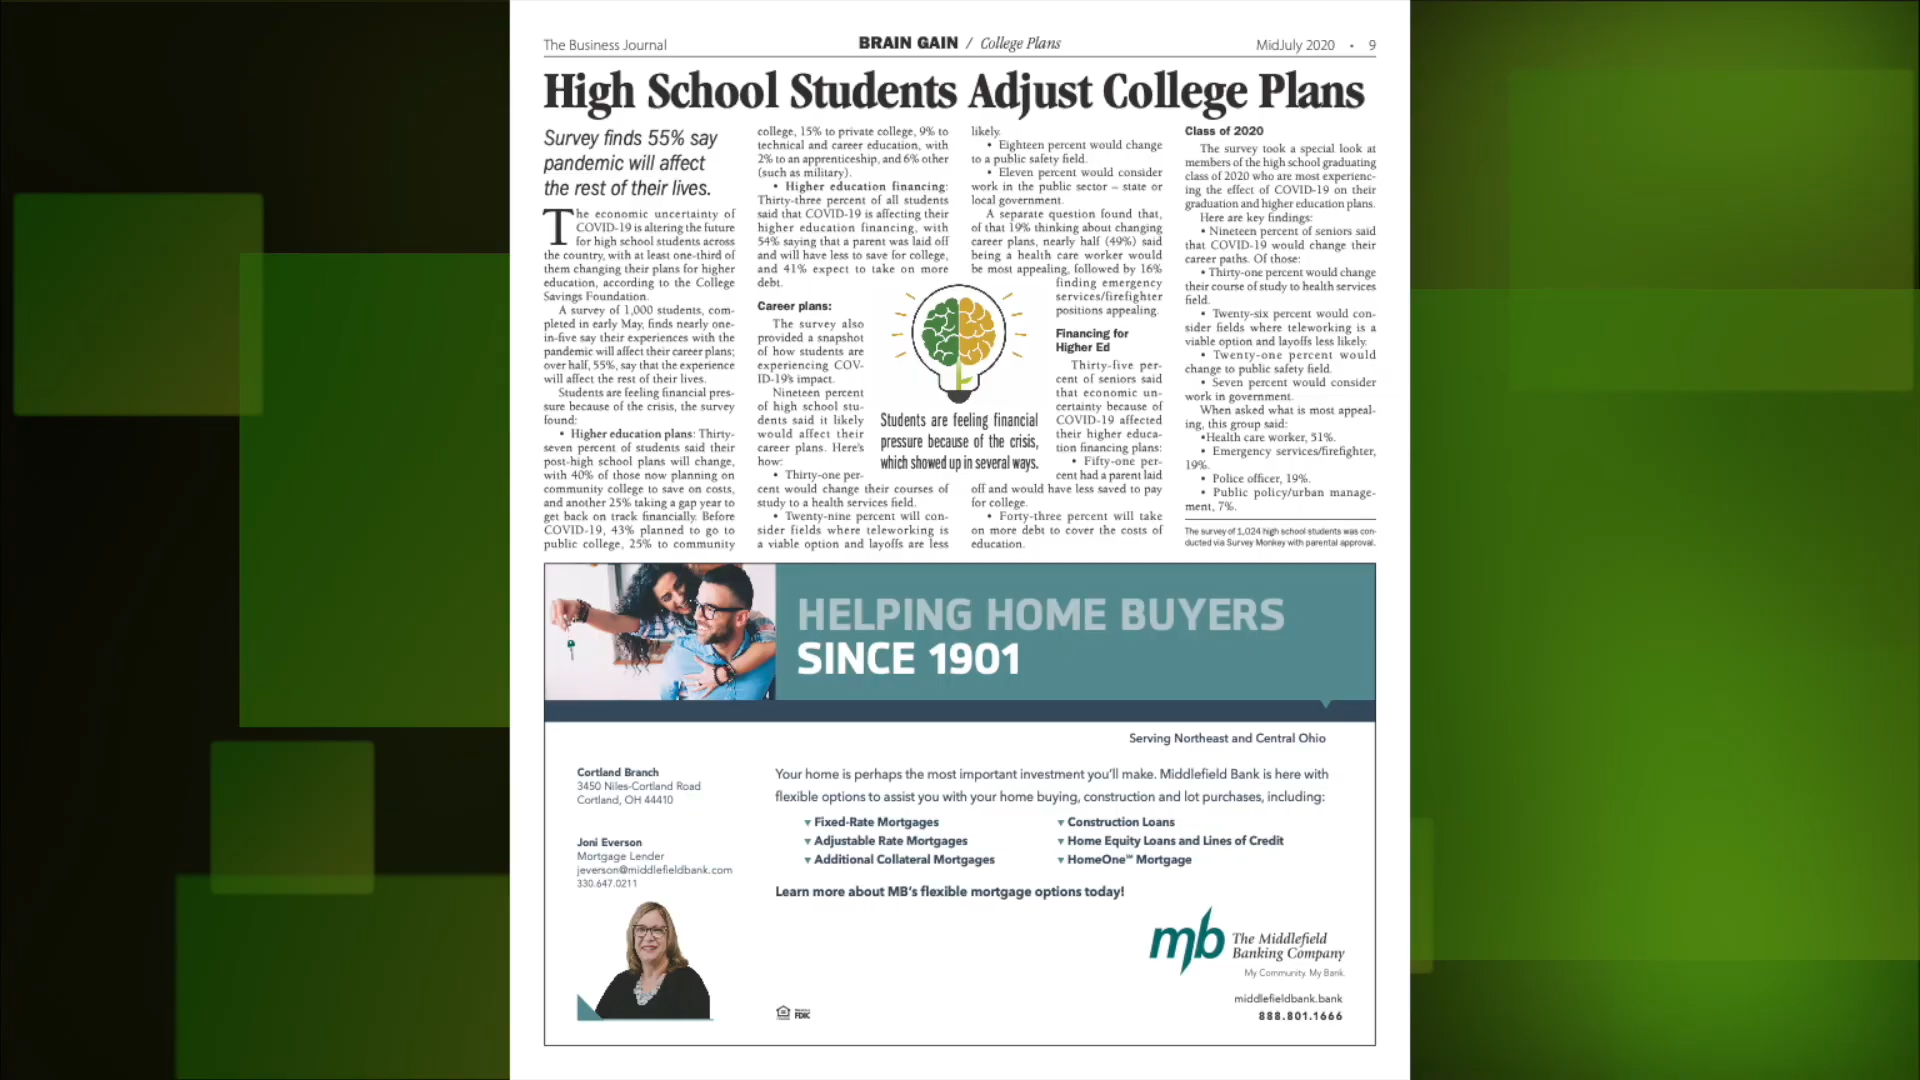 The Business Journal
BRAIN GAIN / College Plans
MidJuly 2020 • 9
High School Students Adjust College Plans
Survey finds 55% say
pandemic will affect
the rest of their lives.
The economic uncertainty of
COVID-19 is altering the future
for high school students across
the country, with at least one-third of
them changing their plans for higher
education, according to the College
Savings Foundation.
A survey of 1,000 students, com-
pleted in early May, finds nearly one-
in-five say their experiences with the
pandemic will affect their career plans;
over half, 55%, say that the experience
will affect the rest of their lives.
Students are feeling financial pres-
sure because of the crisis, the survey
found:
• Higher education plans: Thirty-
seven percent of students said their
post-high school plans will change,
with 40% of those now planning on
community college to save on costs,
and another 25% taking a gap year to
get back on track financially. Before
COVID-19, 43% planned to go to
public college, 25% to community
college, 15% to private college, 9% to
technical and career education, with
2% to an apprenticeship, and 6% other
(such as military).
• Higher education financing:
Thirty-three percent of all students
said that COVID-19 is affecting their
higher education financing, with
54% saying that a parent was laid off
and will have less to save for college,
and 41% expect to take on more
debt.
Career plans:
The survey also
provided a snapshot
of how students are
experiencing COV-
ID-19's impact.
Nineteen percent
of high school stu-
dents said it likely
would affect their
career plans. Here's
how:
• Thirty-one per-
cent would change their courses of
study to a health services field.
• Twenty-nine percent will con-
sider fields where teleworking is
a viable option and layoffs are less
likely.
• Eighteen percent would change
to a public safety field.
• Eleven percent would consider
work in the public sector – state or
local government.
A separate question found that,
of that 19% thinking about changing
career plans, nearly half (49%) said
being a health care worker would
be most appealing, followed by 16%
finding emergency
services/firefighter
positions appealing.
Students are feeling financial
pressure because of the crisis,
which showed up in several ways.
Financing for
Higher Ed
Thirty-five per-
cent of seniors said
that economic un-
certainty because of
COVID-19 affected
their higher educa-
tion financing plans:
• Fifty-one per-
cent had a parent laid
off and would have less saved to pay
for college.
• Forty-three percent will take
on more debt to cover the costs of
education.
Class of 2020
The survey took a special look at
members of the high school graduating
class of 2020 who are most experienc-
ing the effect of COVID-19 on their
graduation and higher education plans.
Here are key findings:
• Nineteen percent of seniors said
that COVID-19 would change their
career paths. Of those:
• Thirty-one percent would change
their course of study to health services
field.
• Twenty-six percent would con-
sider fields where teleworking is a
viable option and layoffs less likely.
• Twenty-one percent would
change to public safety field.
• Seven percent would consider
work in government.
When asked what is most appeal-
ing, this group said:
•Health care worker, 51%.
• Emergency services/firefighter,
19%.
• Police officer, 19%.
• Public policy/urban manage-
ment, 7%.
The survey of 1,024 high school students was con-
ducted via Survey Monkey with parental approval.
HELPING HOME BUYERS
SINCE 1901
Serving Northeast and Central Ohio
Cortland Branch
3450 Niles-Cortland Road
Cortland, OH 44410
Joni Everson
Mortgage Lender
jeverson@middlefieldbank.com
330.647.0211
Your home is perhaps the most important investment you'll make. Middlefield Bank is here with
flexible options to assist you with your home buying, construction and lot purchases, including:
Fixed-Rate Mortgages
Adjustable Rate Mortgages
Additional Collateral Mortgages
Construction Loans
Home Equity Loans and Lines of Credit
HomeOne℠ Mortgage
Learn more about MB's flexible mortgage options today!
mb The Middlefield
Banking Company
My Community. My Bank.
middlefieldbank.bank
888.801.1666
FDIC